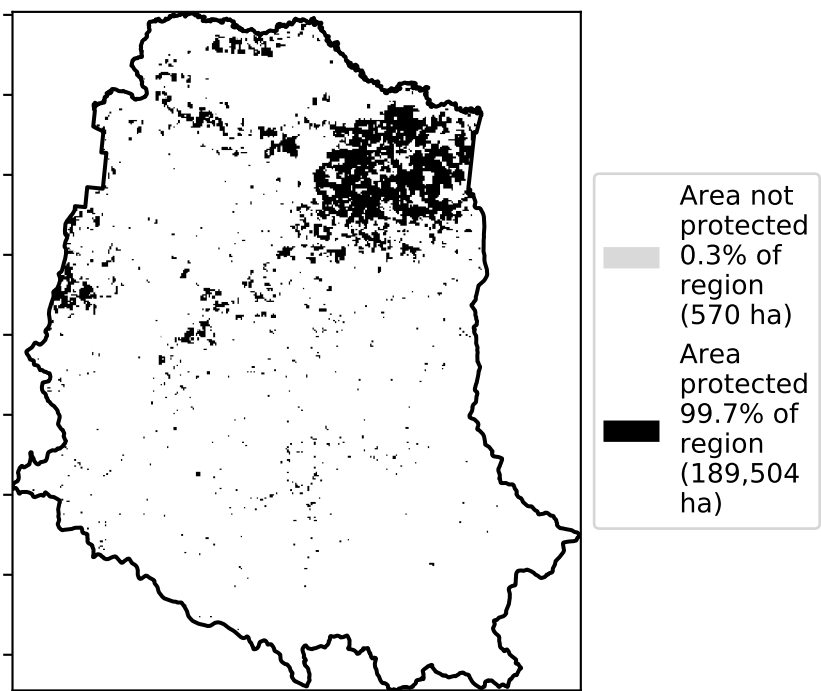 Area not
protected
0.3% of
region
(570 ha)
Area
protected
99.7% of
region
(189,504
ha)